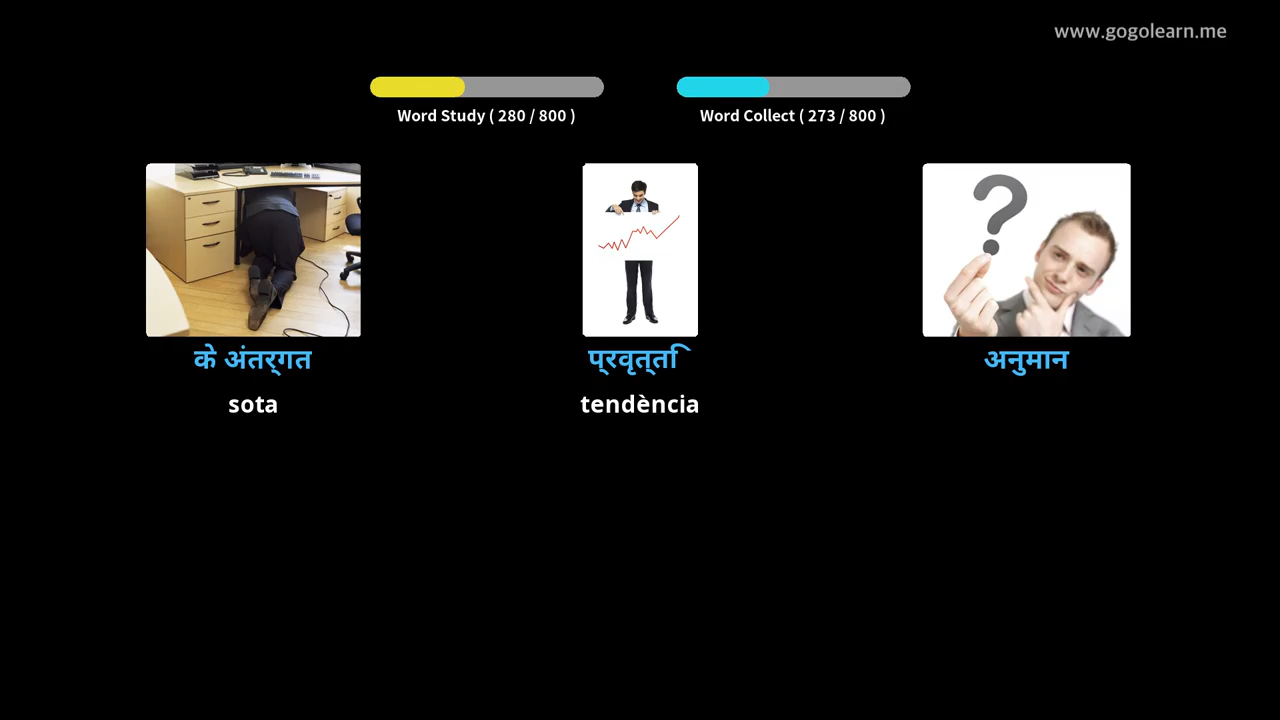 www.gogolearn.me
Word Study ( 280 / 800 )
Word Collect ( 273 / 800 )
के अंतर्गत
प्रवृत्ति
अनुमान
sota
tendència